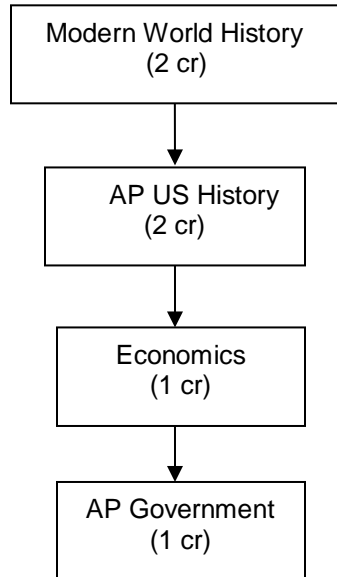 Modern World History
(2 cr)
AP US History
(2 cr)
Economics
(1 cr)
AP Government
(1 cr)